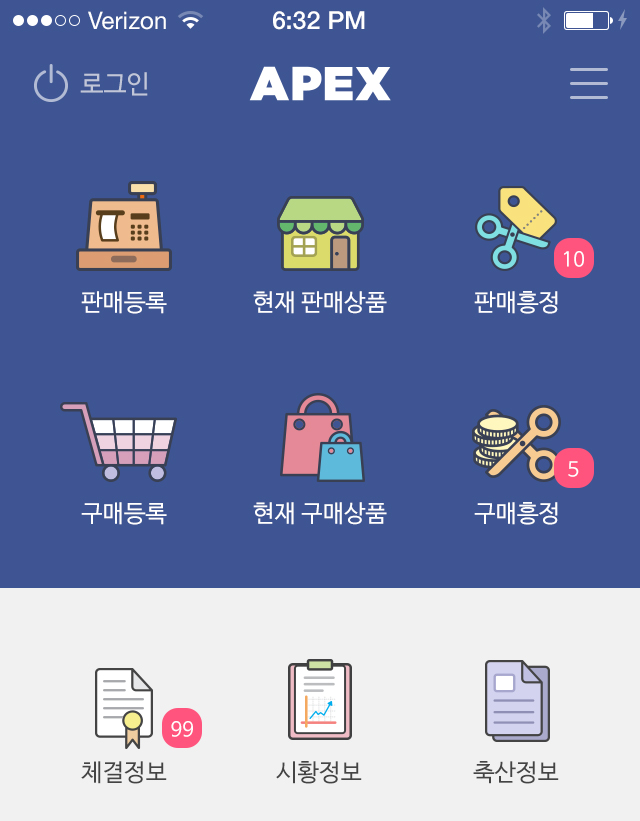 Verizon 6:32 PM
로그인 APEX
판매등록 현재 판매상품 판매흥정 10
구매등록 현재 구매상품 구매흥정 5
체결정보 99 시황정보 축산정보